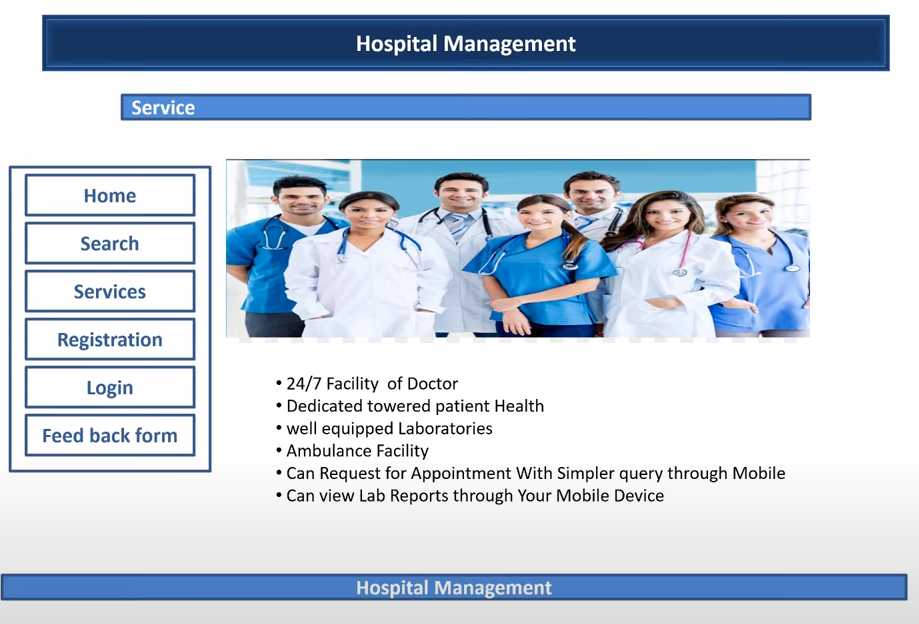 Hospital Management
Service
Home
Search
Services
Registration
Login
Feed back form
• 24/7 Facility of Doctor
• Dedicated towered patient Health
• well equipped Laboratories
• Ambulance Facility
• Can Request for Appointment With Simpler query through Mobile
• Can view Lab Reports through Your Mobile Device
Hospital Management